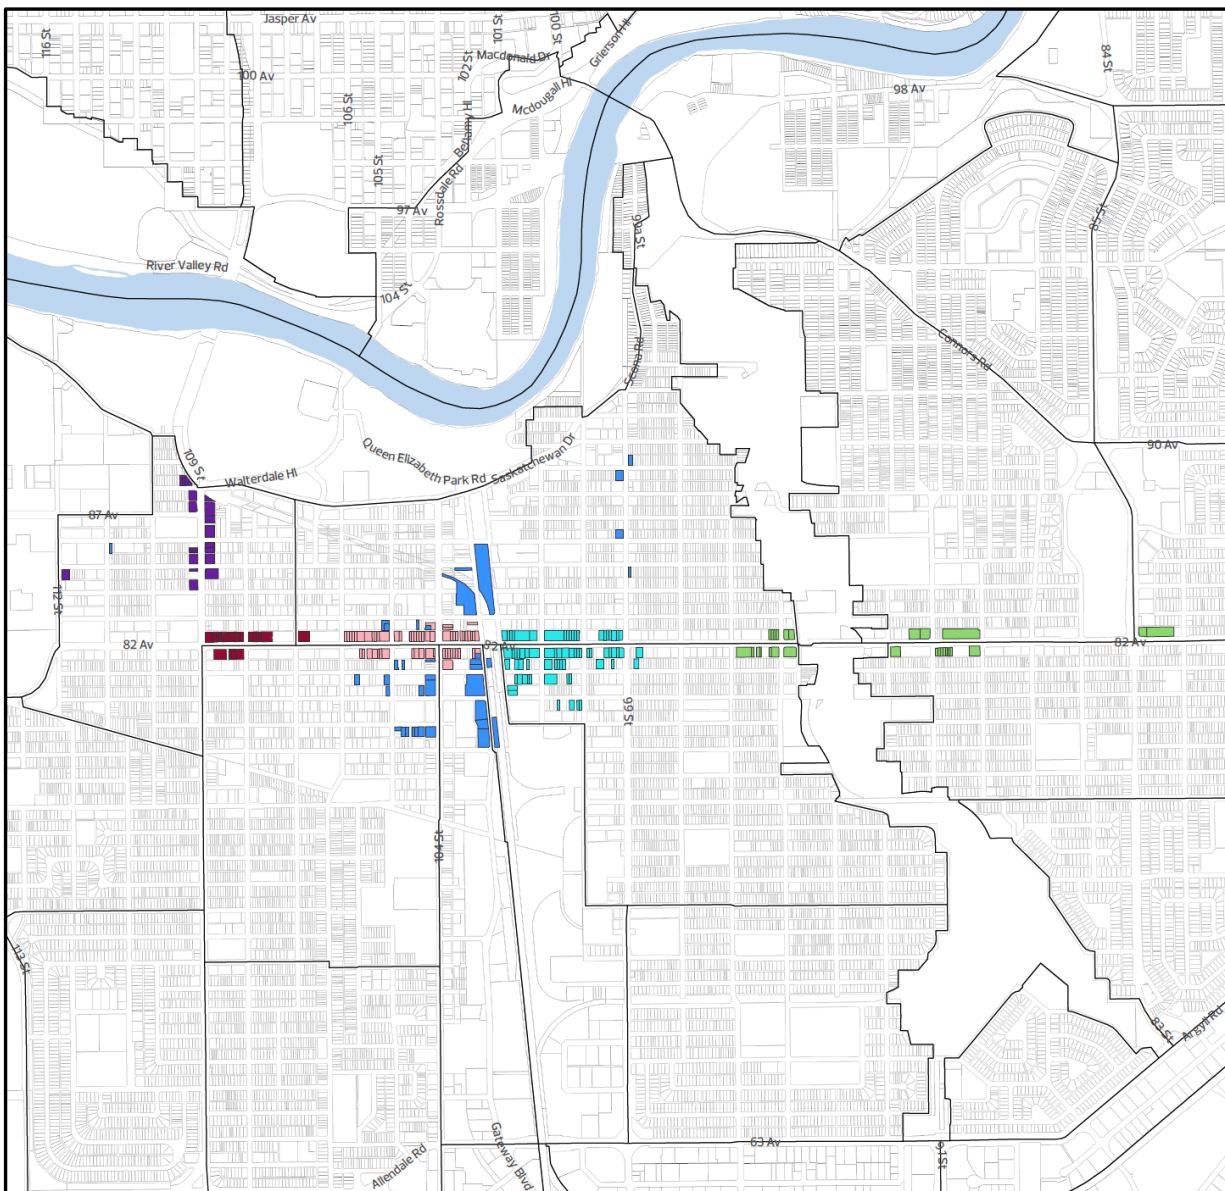 Jasper Av
116 St
101 St
100 St
Grierson Hl
Macdonald Dr
84 St
100 Av
102 St
98 Av
106 St
Mcdougall Hl
Bellamy Hl
105 St
Rossdale Rd
97 Av
99a St
85 St
River Valley Rd
104 St
Connors Rd
Scona Rd
90 Av
109 St
Queen Elizabeth Park Rd
Saskatchewan Dr
Walterdale Hl
87 Av
112 St
82 Av
82 Av
82 Av
99 St
104 St
113 St
83 St
Argyll Rd
Gateway Blvd
63 Av
91 St
Allendale Rd